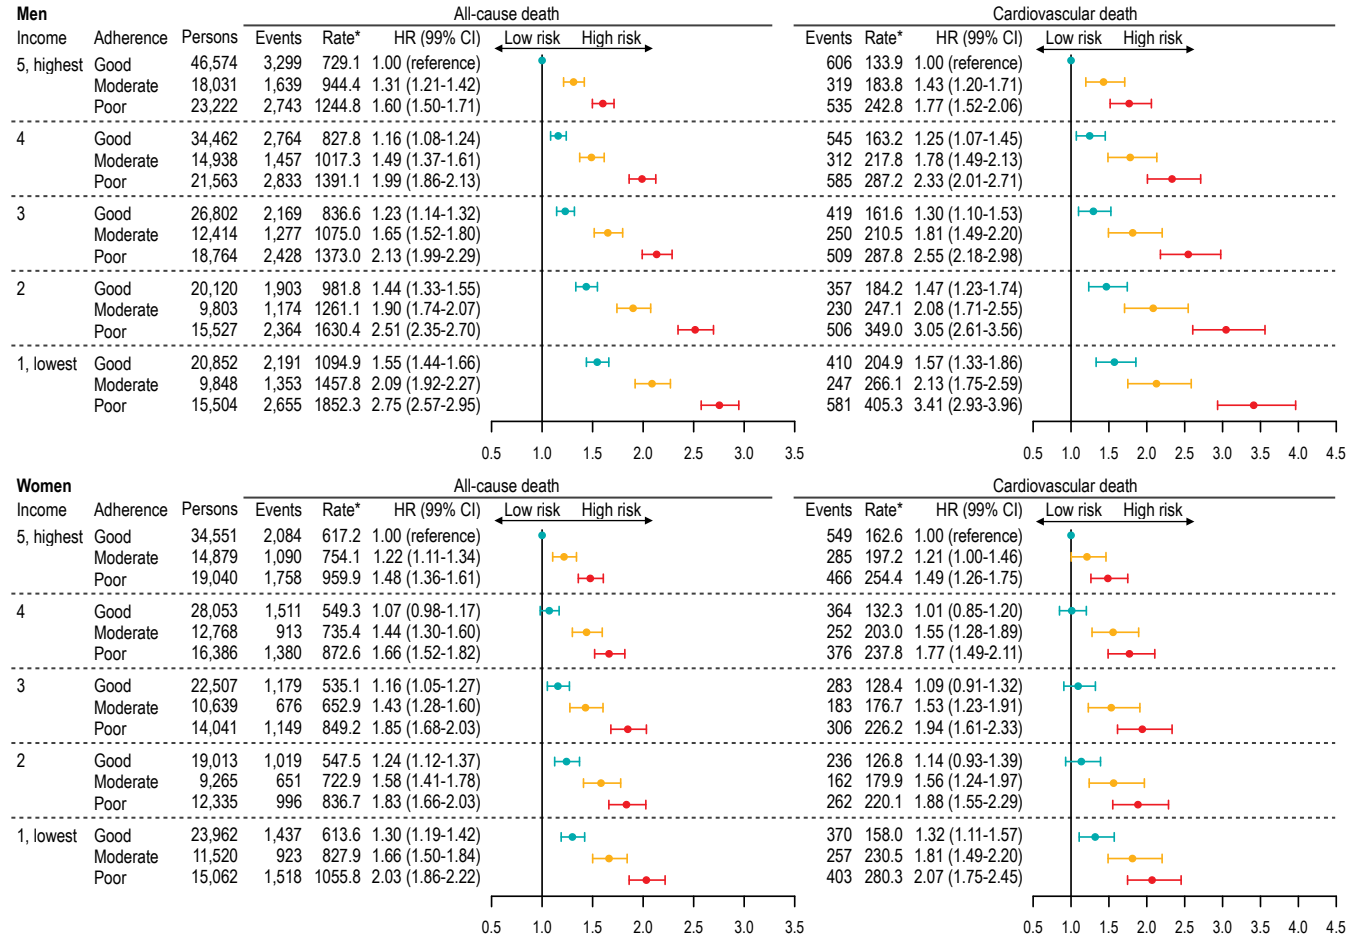 Men
All-cause death Cardiovascular death
Income Adherence Persons Events Rate* HR (99% CI) Low risk High risk Events Rate* HR (99% CI) Low risk High risk
5, highest Good 46,574 3,299 729.1 1.00 (reference) 606 133.9 1.00 (reference)
Moderate 18,031 1,639 944.4 1.31 (1.21-1.42) 319 183.8 1.43 (1.20-1.71)
Poor 23,222 2,743 1244.8 1.60 (1.50-1.71) 535 242.8 1.77 (1.52-2.06)
4 Good 34,462 2,764 827.8 1.16 (1.08-1.24) 545 163.2 1.25 (1.07-1.45)
Moderate 14,938 1,457 1017.3 1.49 (1.37-1.61) 312 217.8 1.78 (1.49-2.13)
Poor 21,563 2,833 1391.1 1.99 (1.86-2.13) 585 287.2 2.33 (2.01-2.71)
3 Good 26,802 2,169 836.6 1.23 (1.14-1.32) 419 161.6 1.30 (1.10-1.53)
Moderate 12,414 1,277 1075.0 1.65 (1.52-1.80) 250 210.5 1.81 (1.49-2.20)
Poor 18,764 2,428 1373.0 2.13 (1.99-2.29) 509 287.8 2.55 (2.18-2.98)
2 Good 20,120 1,903 981.8 1.44 (1.33-1.55) 357 184.2 1.47 (1.23-1.74)
Moderate 9,803 1,174 1261.1 1.90 (1.74-2.07) 230 247.1 2.08 (1.71-2.55)
Poor 15,527 2,364 1630.4 2.51 (2.35-2.70) 506 349.0 3.05 (2.61-3.56)
1, lowest Good 20,852 2,191 1094.9 1.55 (1.44-1.66) 410 204.9 1.57 (1.33-1.86)
Moderate 9,848 1,353 1457.8 2.09 (1.92-2.27) 247 266.1 2.13 (1.75-2.59)
Poor 15,504 2,655 1852.3 2.75 (2.57-2.95) 581 405.3 3.41 (2.93-3.96)
0.5 1.0 1.5 2.0 2.5 3.0 3.5 0.5 1.0 1.5 2.0 2.5 3.0 3.5 4.0 4.5
Women
All-cause death Cardiovascular death
Income Adherence Persons Events Rate* HR (99% CI) Low risk High risk Events Rate* HR (99% CI) Low risk High risk
5, highest Good 34,551 2,084 617.2 1.00 (reference) 549 162.6 1.00 (reference)
Moderate 14,879 1,090 754.1 1.22 (1.11-1.34) 285 197.2 1.21 (1.00-1.46)
Poor 19,040 1,758 959.9 1.48 (1.36-1.61) 466 254.4 1.49 (1.26-1.75)
4 Good 28,053 1,511 549.3 1.07 (0.98-1.17) 364 132.3 1.01 (0.85-1.20)
Moderate 12,768 913 735.4 1.44 (1.30-1.60) 252 203.0 1.55 (1.28-1.89)
Poor 16,386 1,380 872.6 1.66 (1.52-1.82) 376 237.8 1.77 (1.49-2.11)
3 Good 22,507 1,179 535.1 1.16 (1.05-1.27) 283 128.4 1.09 (0.91-1.32)
Moderate 10,639 676 652.9 1.43 (1.28-1.60) 183 176.7 1.53 (1.23-1.91)
Poor 14,041 1,149 849.2 1.85 (1.68-2.03) 306 226.2 1.94 (1.61-2.33)
2 Good 19,013 1,019 547.5 1.24 (1.12-1.37) 236 126.8 1.14 (0.93-1.39)
Moderate 9,265 651 722.9 1.58 (1.41-1.78) 162 179.9 1.56 (1.24-1.97)
Poor 12,335 996 836.7 1.83 (1.66-2.03) 262 220.1 1.88 (1.55-2.29)
1, lowest Good 23,962 1,437 613.6 1.30 (1.19-1.42) 370 158.0 1.32 (1.11-1.57)
Moderate 11,520 923 827.9 1.66 (1.50-1.84) 257 230.5 1.81 (1.49-2.20)
Poor 15,062 1,518 1055.8 2.03 (1.86-2.22) 403 280.3 2.07 (1.75-2.45)
0.5 1.0 1.5 2.0 2.5 3.0 3.5 0.5 1.0 1.5 2.0 2.5 3.0 3.5 4.0 4.5